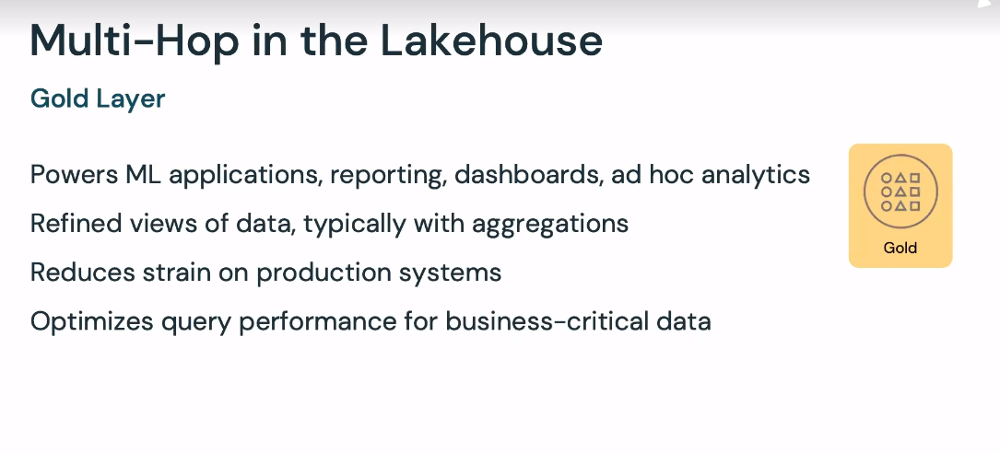 Multi-Hop in the Lakehouse
Gold Layer
Powers ML applications, reporting, dashboards, ad hoc analytics
Refined views of data, typically with aggregations
Reduces strain on production systems
Optimizes query performance for business-critical data
Gold